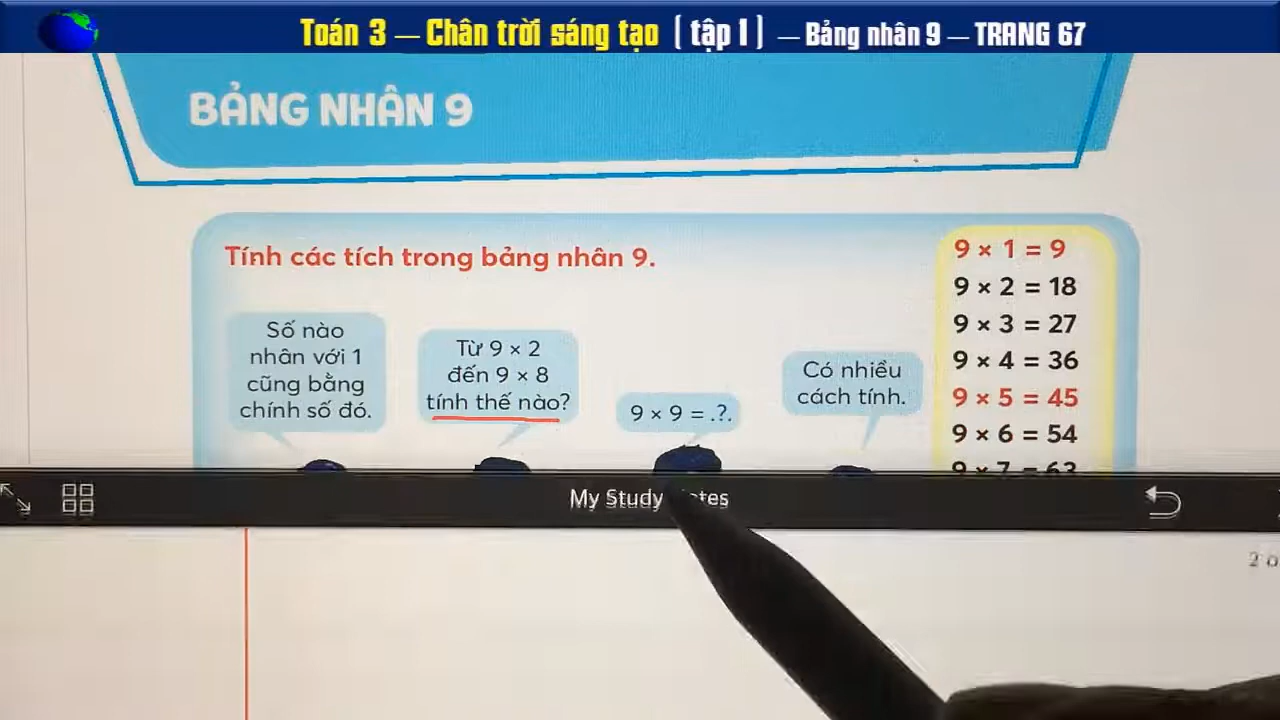 Toán 3 – Chân trời sáng tạo ( tập 1 ) – Bảng nhân 9 – TRANG 67
BẢNG NHÂN 9
Tính các tích trong bảng nhân 9.
Số nào
nhân với 1
cũng bằng
chính số đó.
Từ 9 × 2
đến 9 × 8
tính thế nào?
9 × 9 = .?.
Có nhiều
cách tính.
9 × 1 = 9
9 × 2 = 18
9 × 3 = 27
9 × 4 = 36
9 × 5 = 45
9 × 6 = 54
9 × 7 = 63
My Study